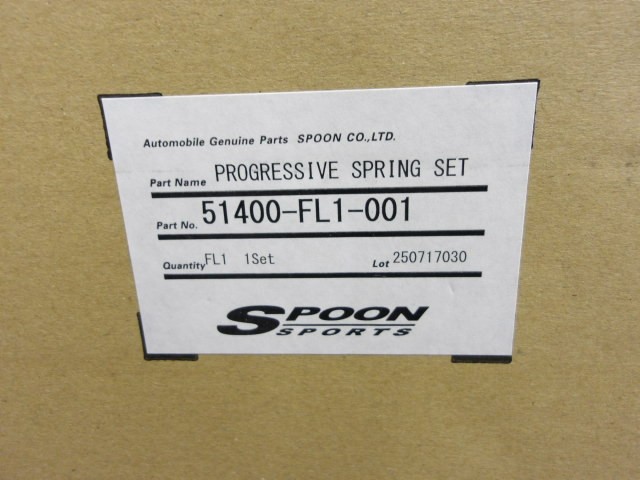 Automobile Genuine Parts SPOON CO.,LTD.
Part Name PROGRESSIVE SPRING SET
Part No. 51400-FL1-001
Quantity FL1 1Set Lot 250717030
SPOON
SPORTS